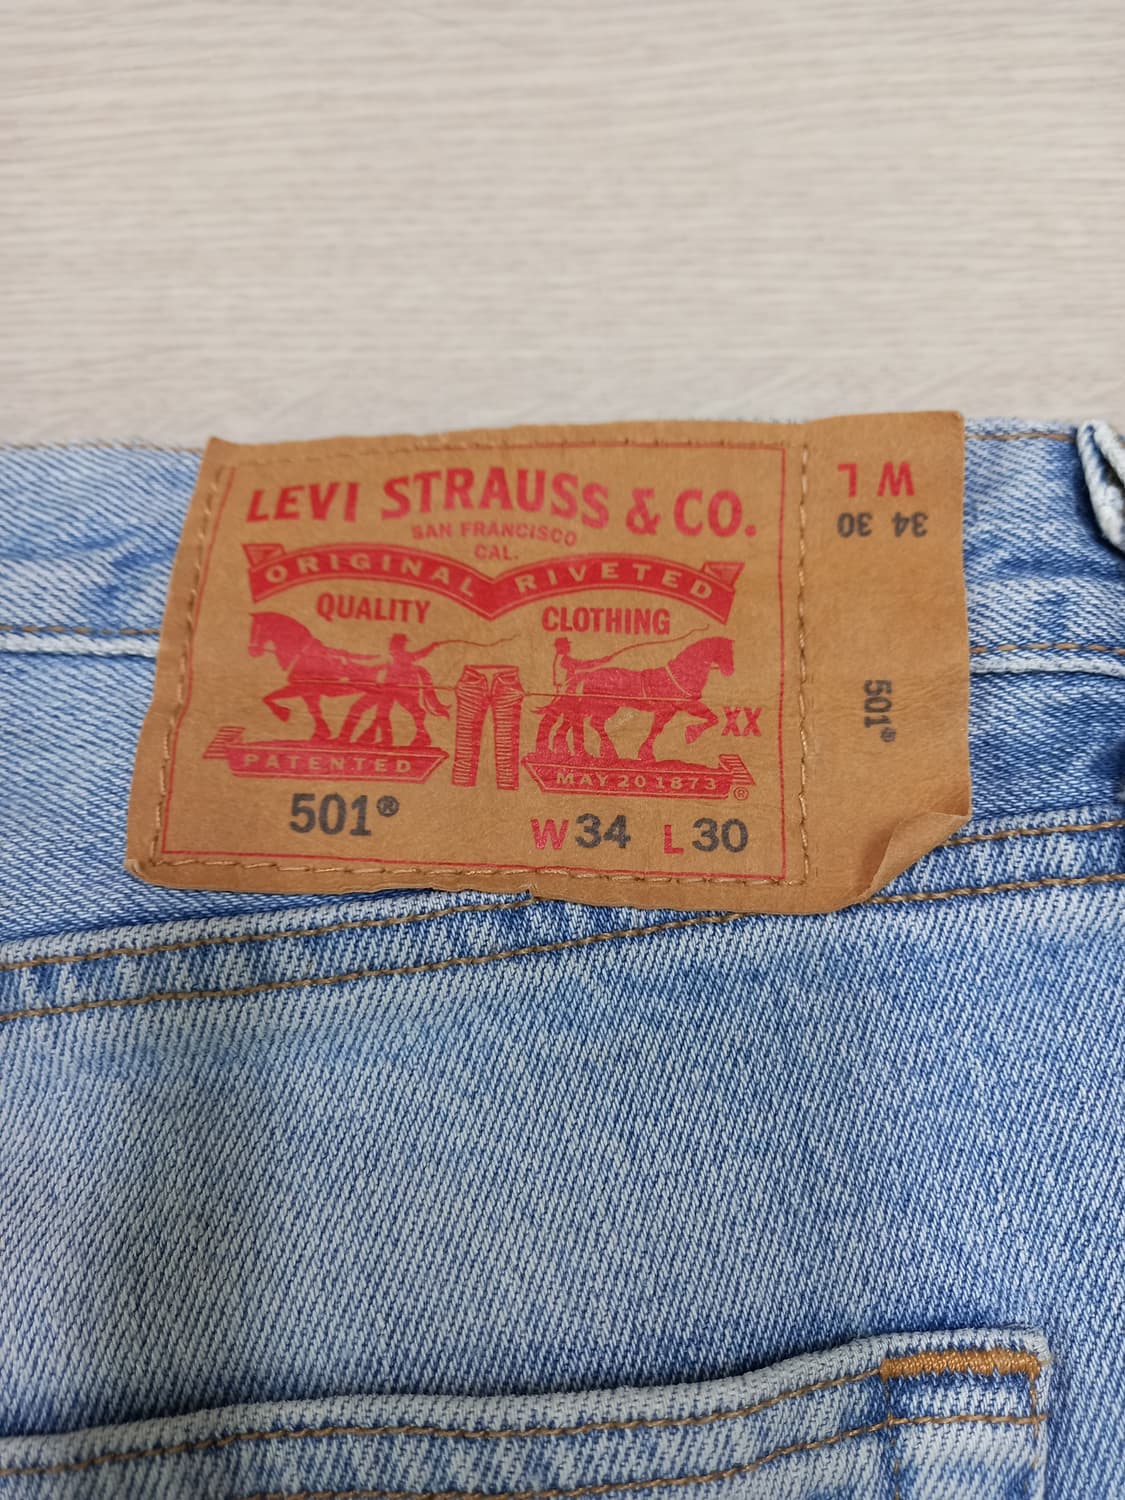 LEVI STRAUSS & CO.
SAN FRANCISCO
CAL.
ORIGINAL RIVETED
QUALITY CLOTHING
XX
PATENTED MAY 20 1873 ®
501® W34 L30
W L
34 30
501®